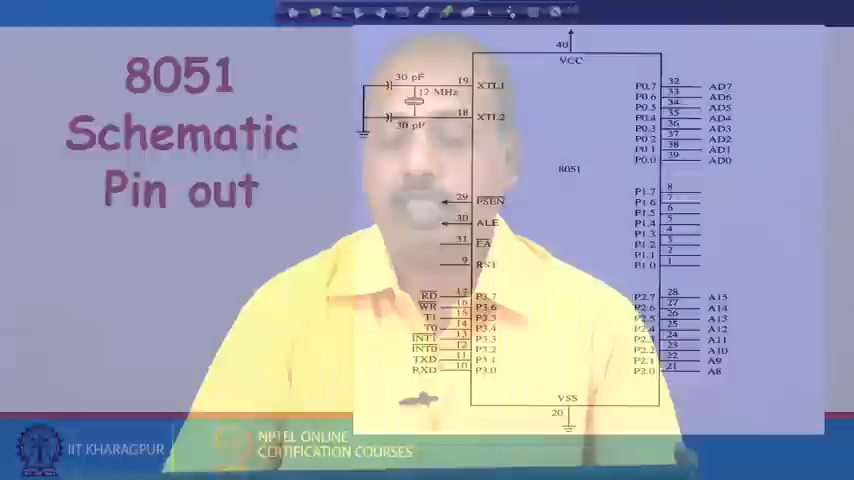 8051
Schematic
Pin out
40
VCC
30 pF
19
XTL1
12 MHz
18
XTL2
30 pF
8051
29
PSEN
30
ALE
31
EA
9
RST
RD
17
P3.7
WR
16
P3.6
T1
15
P3.5
T0
14
P3.4
INT1
13
P3.3
INT0
12
P3.2
TXD
11
P3.1
RXD
10
P3.0
P0.7
32
AD7
P0.6
33
AD6
P0.5
34
AD5
P0.4
35
AD4
P0.3
36
AD3
P0.2
37
AD2
P0.1
38
AD1
P0.0
39
AD0
P1.7
8
P1.6
7
P1.5
6
P1.4
5
P1.3
4
P1.2
3
P1.1
2
P1.0
1
P2.7
28
A15
P2.6
27
A14
P2.5
26
A13
P2.4
25
A12
P2.3
24
A11
P2.2
23
A10
P2.1
22
A9
P2.0
21
A8
VSS
20
IIT KHARAGPUR
NPTEL ONLINE
CERTIFICATION COURSES